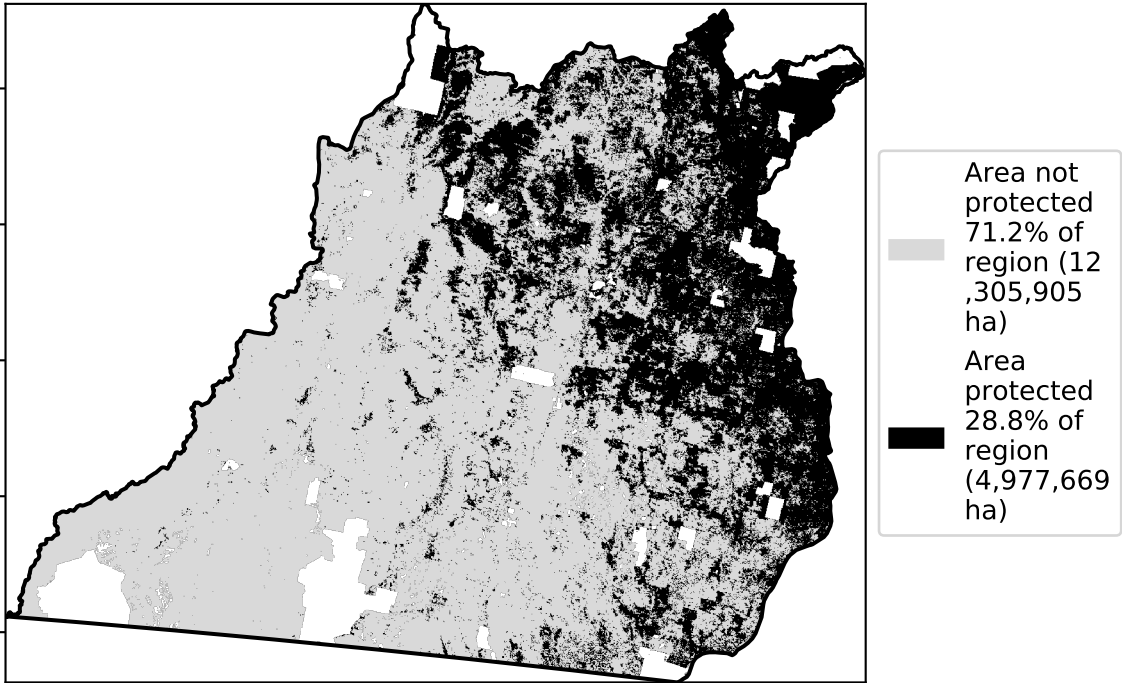 Area not
protected
71.2% of
region (12
,305,905
ha)
Area
protected
28.8% of
region
(4,977,669
ha)